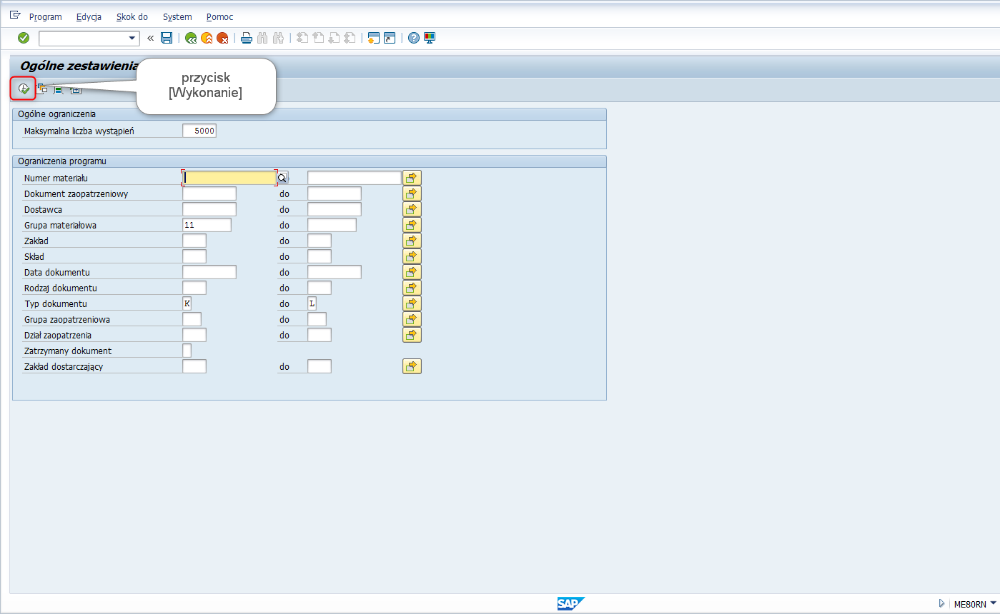 Program Edycja Skok do System Pomoc
Ogólne zestawienia
przycisk
[Wykonanie]
Ogólne ograniczenia
Maksymalna liczba wystąpień 5000
Ograniczenia programu
Numer materiału
Dokument zaopatrzeniowy do
Dostawca do
Grupa materiałowa 11 do
Zakład do
Skład do
Data dokumentu do
Rodzaj dokumentu do
Typ dokumentu K do L
Grupa zaopatrzeniowa do
Dział zaopatrzenia do
Zatrzymany dokument
Zakład dostarczający do
SAP ME80RN